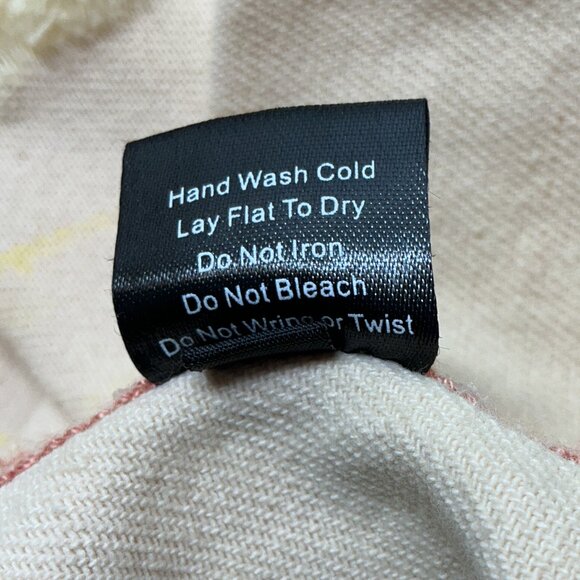 Hand Wash Cold
Lay Flat To Dry
Do Not Iron
Do Not Bleach
Do Not Wring or Twist